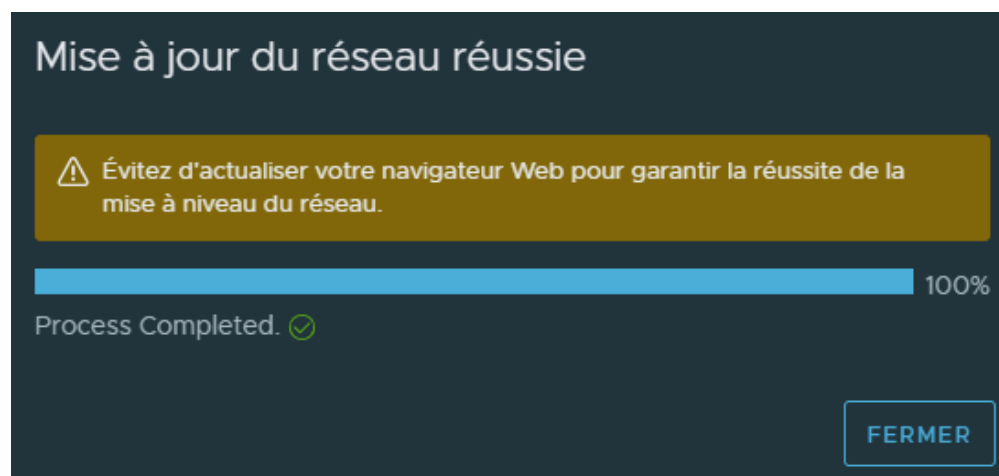 Mise à jour du réseau réussie
Évitez d'actualiser votre navigateur Web pour garantir la réussite de la
mise à niveau du réseau.
100%
Process Completed.
FERMER